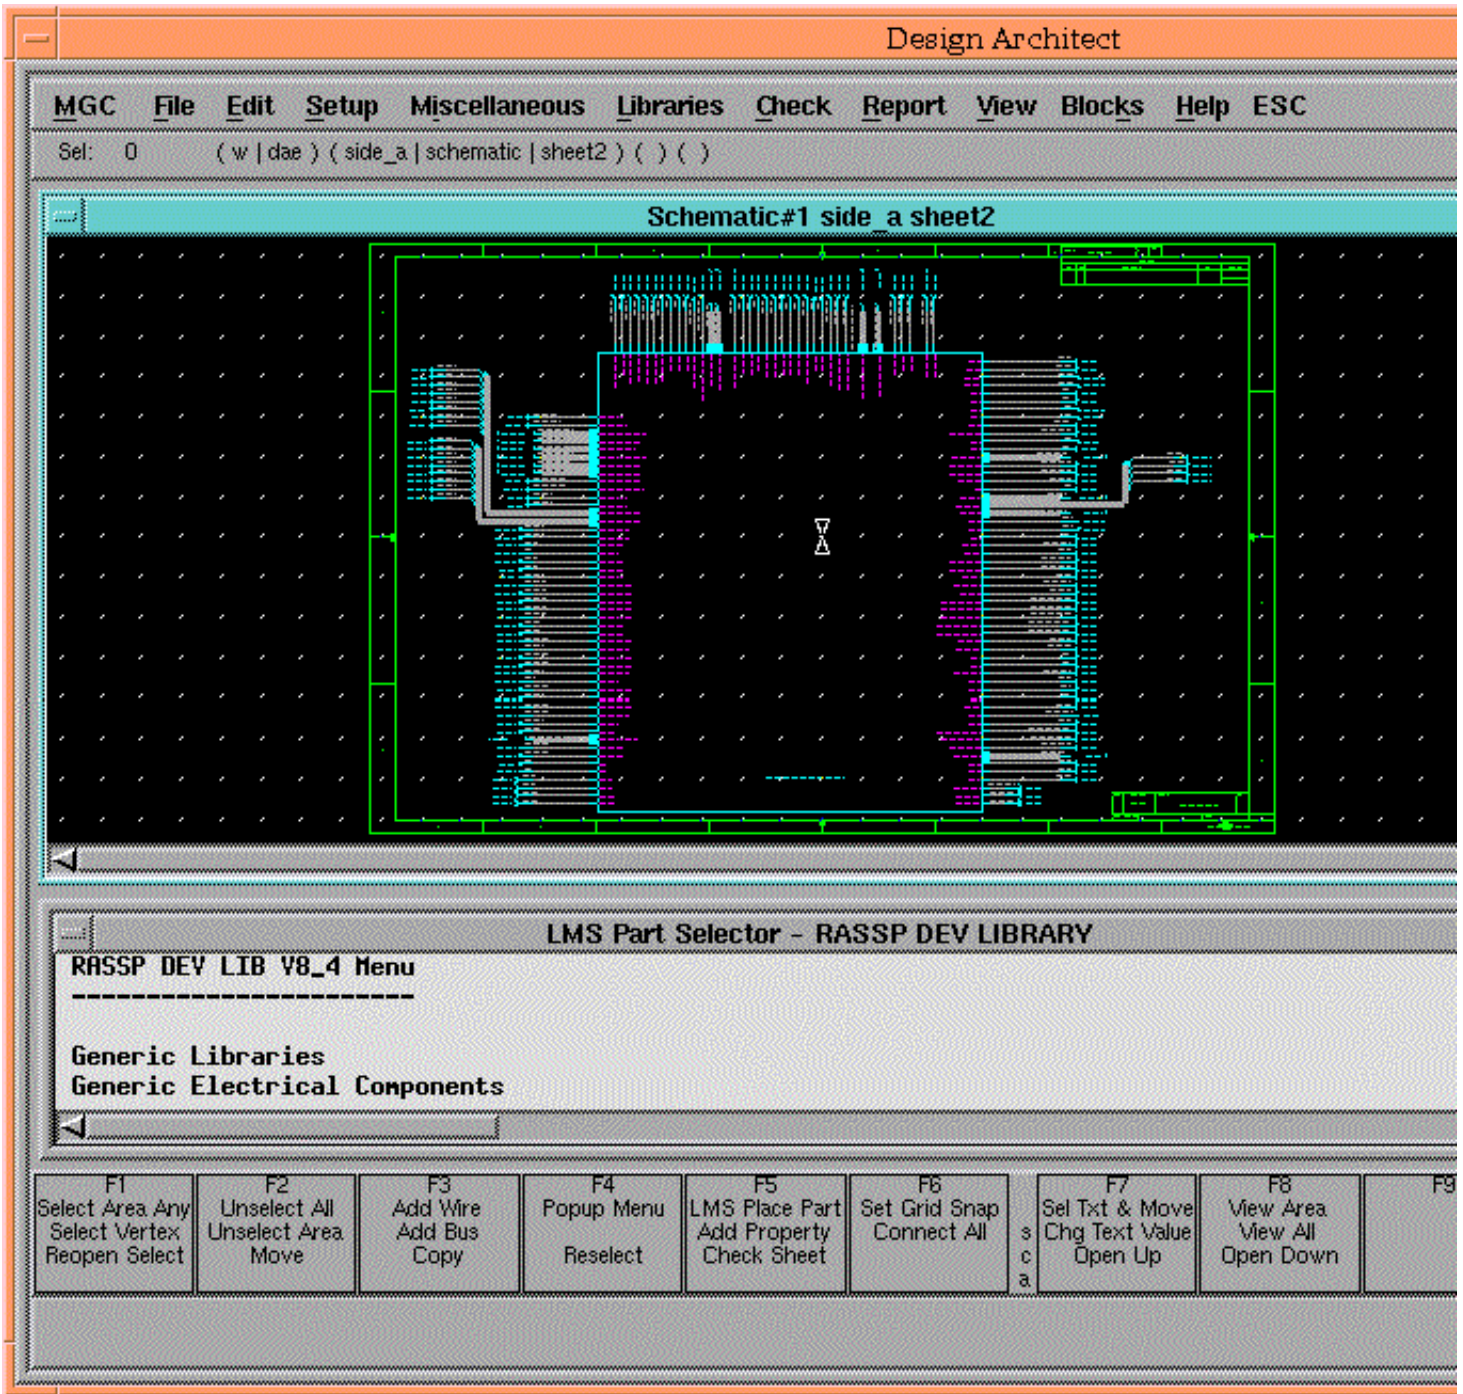 Design Architect
MGC File Edit Setup Miscellaneous Libraries Check Report View Blocks Help ESC
Sel: 0 ( w | dae ) ( side_a | schematic | sheet2 ) ( ) ( )
Schematic#1 side_a sheet2
LMS Part Selector - RASSP DEV LIBRARY
RASSP DEV LIB V8_4 Menu
-----------------------
Generic Libraries
Generic Electrical Components
F1 F2 F3 F4 F5 F6 F7 F8 F9
Select Area Any Unselect All Add Wire Popup Menu LMS Place Part Set Grid Snap Sel Txt & Move View Area
Select Vertex Unselect Area Add Bus Add Property Connect All s Chg Text Value View All
Reopen Select Move Copy Reselect Check Sheet c Open Up Open Down
a